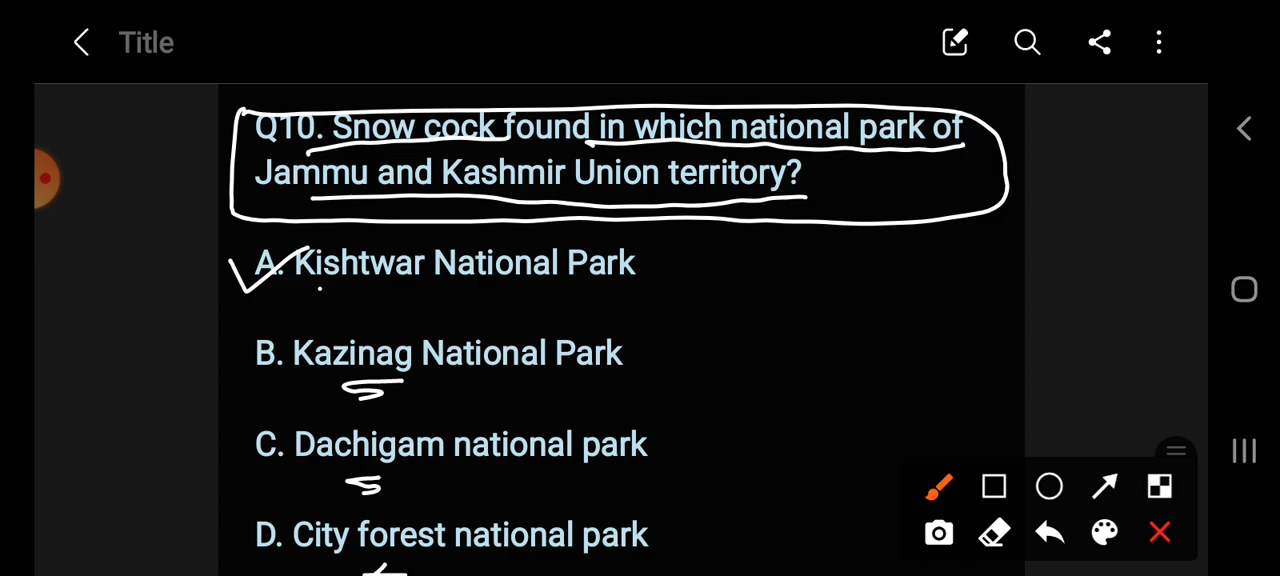 Title
Q10. Snow cock found in which national park of
Jammu and Kashmir Union territory?
A. Kishtwar National Park
B. Kazinag National Park
C. Dachigam national park
D. City forest national park